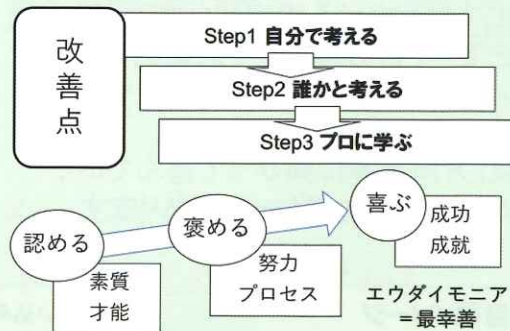 改善点
Step1 自分で考える
Step2 誰かと考える
Step3 プロに学ぶ
認める
素質
才能
褒める
努力
プロセス
喜ぶ
成功
成就
エウダイモニア
=最幸善